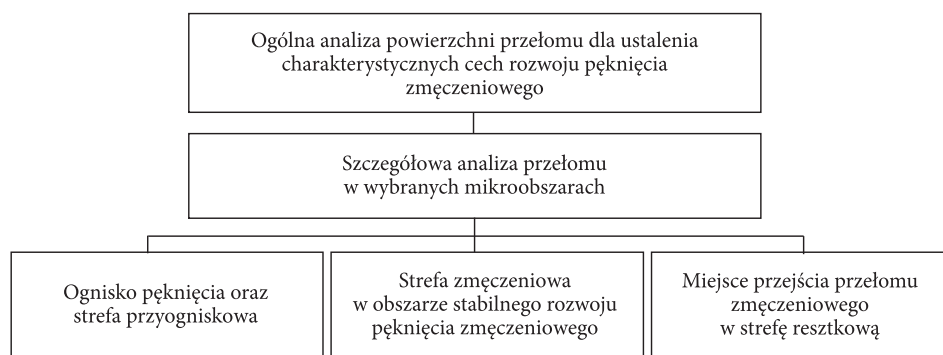 Ogólna analiza powierzchni przełomu dla ustalenia
charakterystycznych cech rozwoju pęknięcia
zmęczeniowego
Szczegółowa analiza przełomu
w wybranych mikroobszarach
Ognisko pęknięcia oraz
strefa przyogniskowa
Strefa zmęczeniowa
w obszarze stabilnego rozwoju
pęknięcia zmęczeniowego
Miejsce przejścia przełomu
zmęczeniowego
w strefę resztkową